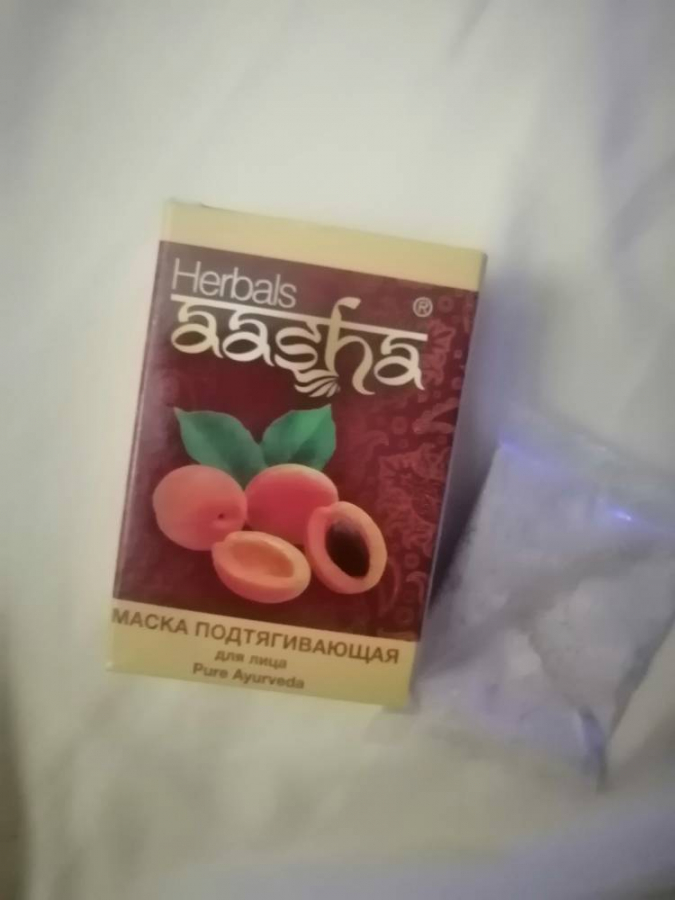 Herbals
aasha ®
МАСКА ПОДТЯГИВАЮЩАЯ
для лица
Pure Ayurveda